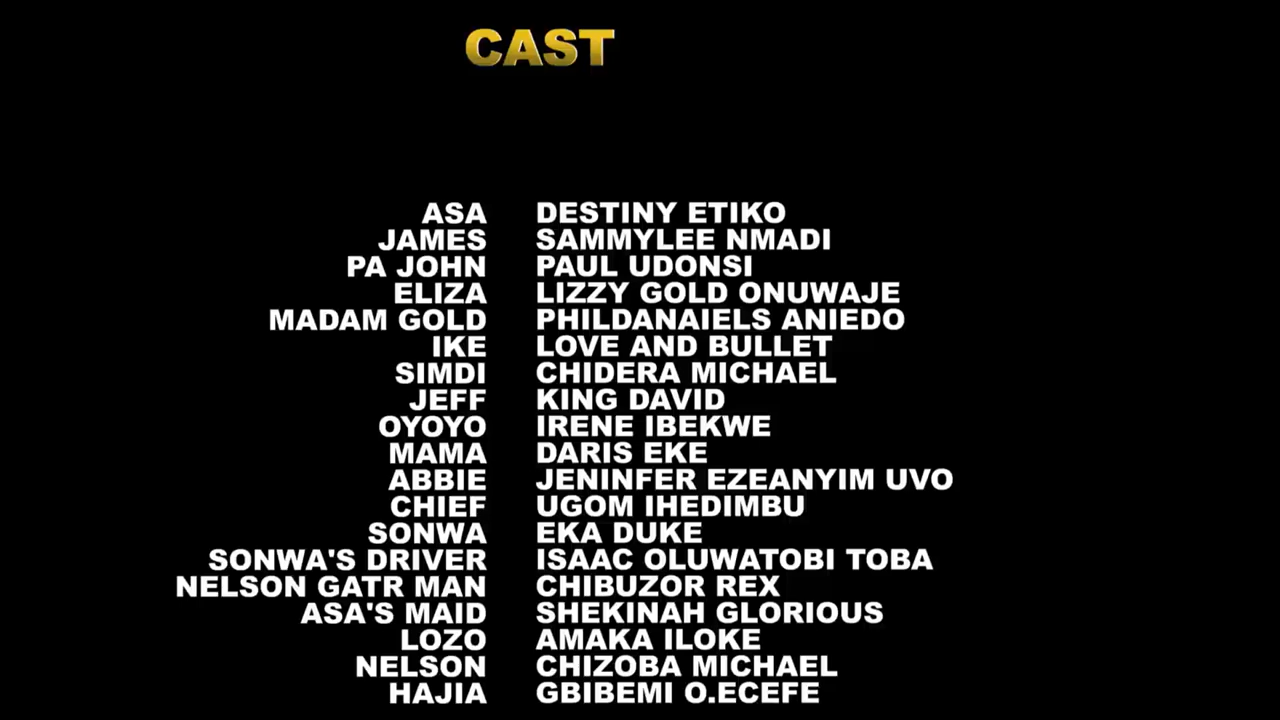 CAST
ASA DESTINY ETIKO
JAMES SAMMYLEE NMADI
PA JOHN PAUL UDONSI
ELIZA LIZZY GOLD ONUWAJE
MADAM GOLD PHILDANAIELS ANIEDO
IKE LOVE AND BULLET
SIMDI CHIDERA MICHAEL
JEFF KING DAVID
OYOYO IRENE IBEKWE
MAMA DARIS EKE
ABBIE JENINFER EZEANYIM UVO
CHIEF UGOM IHEDIMBU
SONWA EKA DUKE
SONWA'S DRIVER ISAAC OLUWATOBI TOBA
NELSON GATR MAN CHIBUZOR REX
ASA'S MAID SHEKINAH GLORIOUS
LOZO AMAKA ILOKE
NELSON CHIZOBA MICHAEL
HAJIA GBIBEMI O.ECEFE